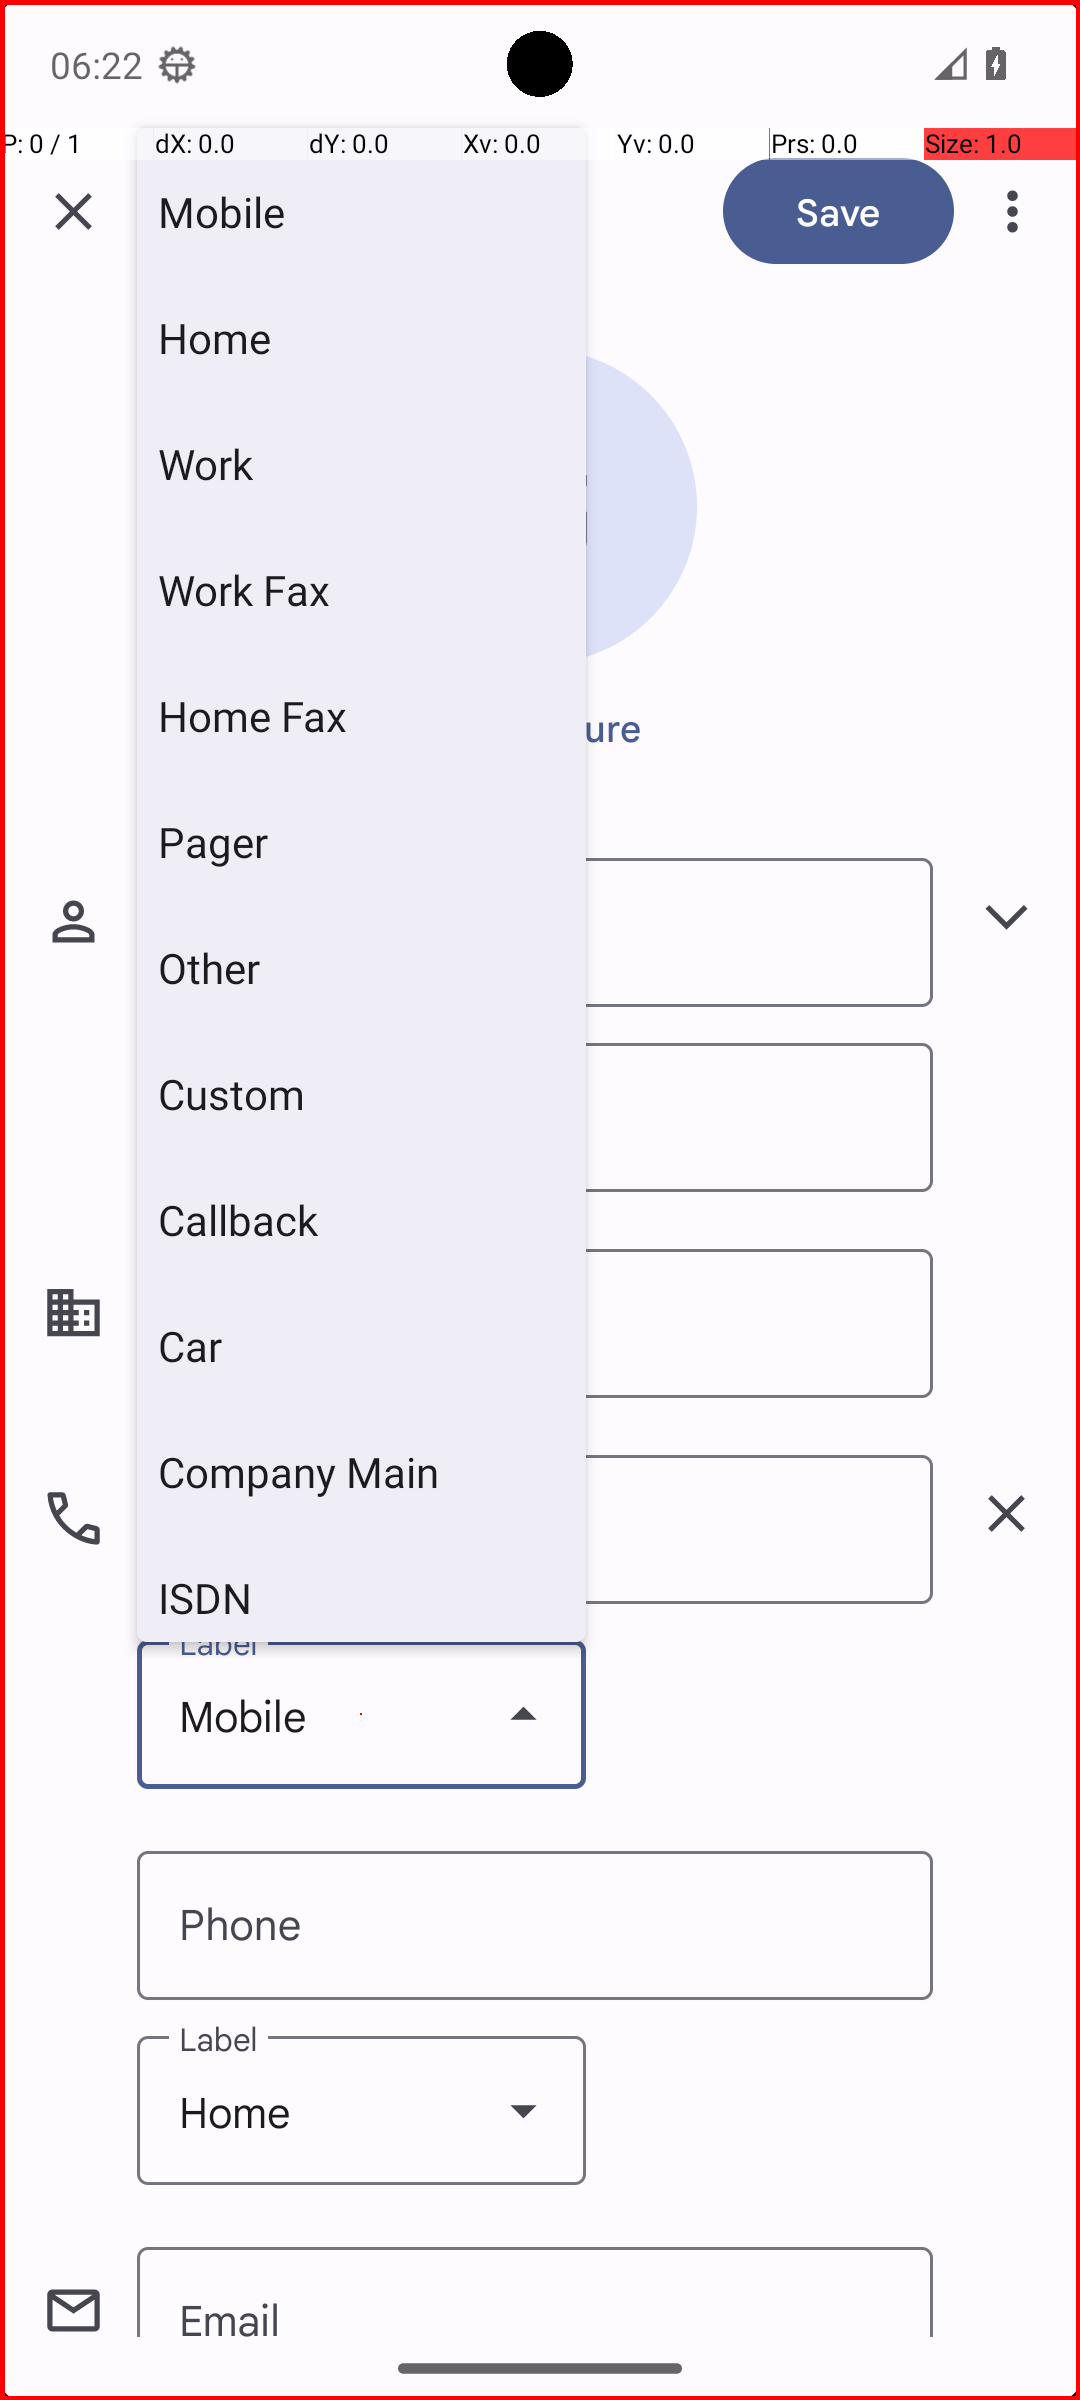 06:22
P: 0 / 1 dX: 0.0 dY: 0.0 Xv: 0.0 Yv: 0.0 Prs: 0.0 Size: 1.0
Mobile
Save
Home
Work
Work Fax
Home Fax
ure
Pager
Other
Custom
Callback
Car
Company Main
ISDN
Label
Mobile
Phone
Label
Home
Email